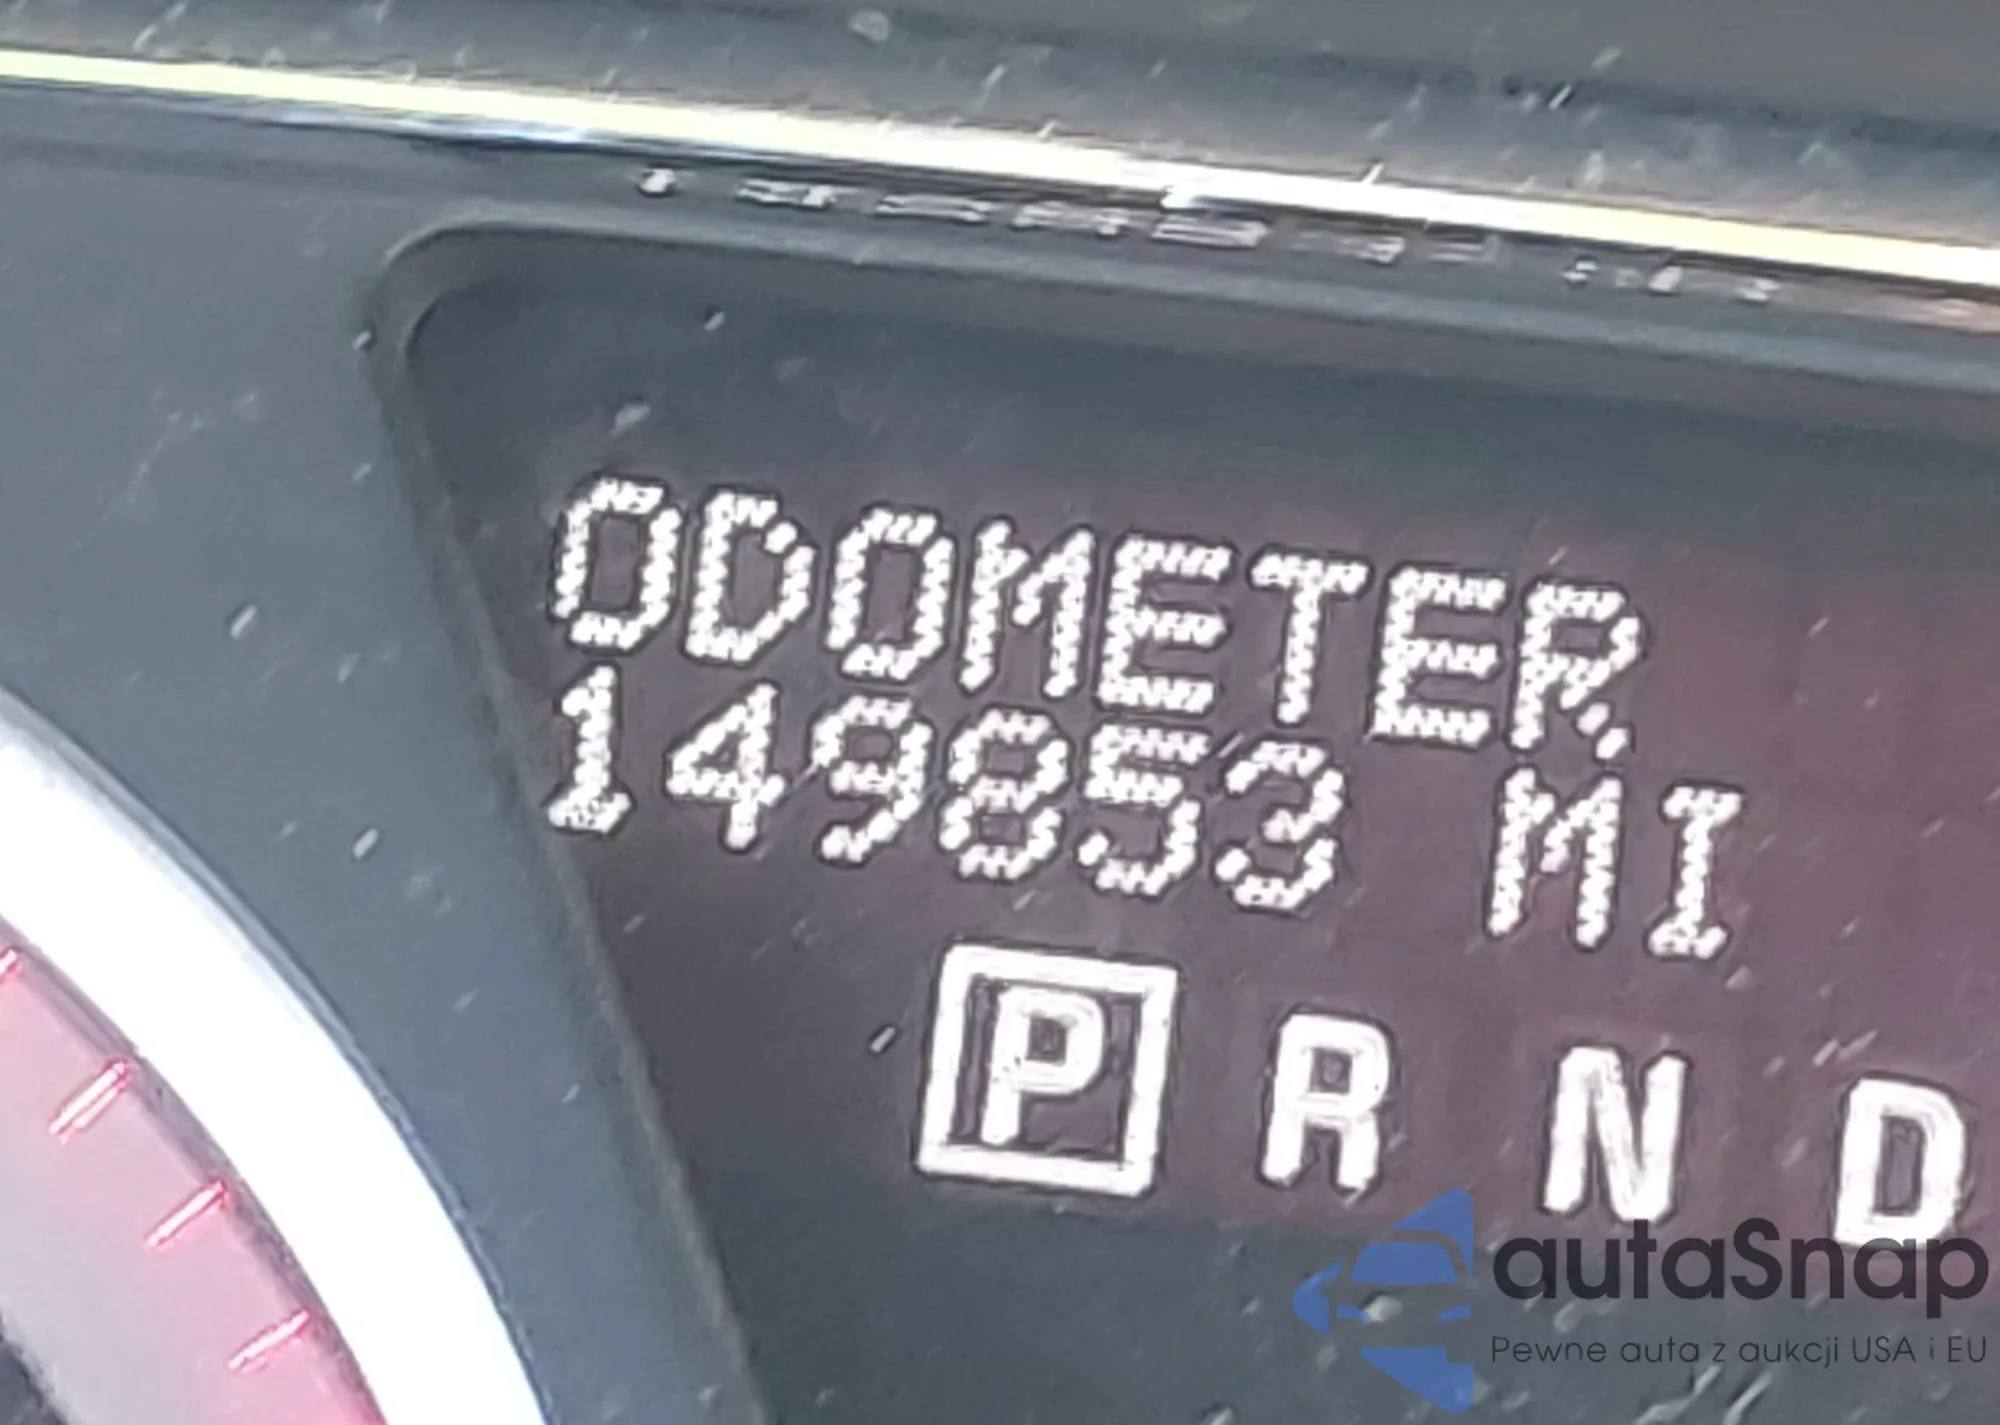 ODOMETER
149853 MI
P R N D
autaSnap
Pewne auta z aukcji USA i EU